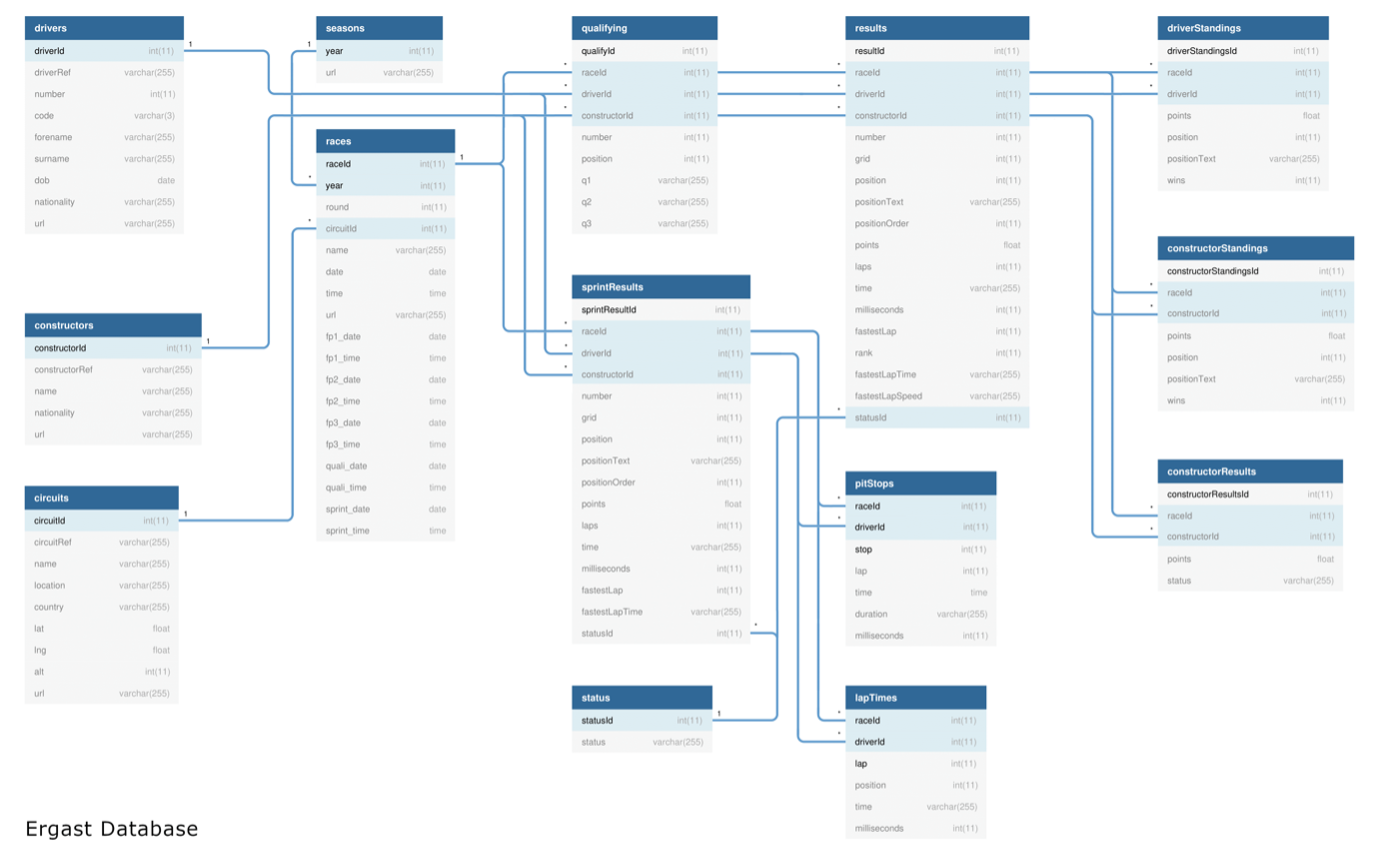 drivers
driverId int(11)
driverRef varchar(255)
number int(11)
code varchar(3)
forename varchar(255)
surname varchar(255)
dob date
nationality varchar(255)
url varchar(255)
1
constructors
constructorId int(11)
constructorRef varchar(255)
name varchar(255)
nationality varchar(255)
url varchar(255)
1
circuits
circuitId int(11)
circuitRef varchar(255)
name varchar(255)
location varchar(255)
country varchar(255)
lat float
lng float
alt int(11)
url varchar(255)
1
seasons
1
year int(11)
url varchar(255)
races
raceId int(11)
1
*
year int(11)
round int(11)
*
circuitId int(11)
name varchar(255)
date date
time time
url varchar(255)
fp1_date date
fp1_time time
fp2_date date
fp2_time time
fp3_date date
fp3_time time
quali_date date
quali_time time
sprint_date date
sprint_time time
qualifying
qualifyId int(11)
*
raceId int(11)
*
driverId int(11)
*
constructorId int(11)
number int(11)
position int(11)
q1 varchar(255)
q2 varchar(255)
q3 varchar(255)
sprintResults
sprintResultId int(11)
*
raceId int(11)
*
driverId int(11)
*
constructorId int(11)
number int(11)
grid int(11)
position int(11)
positionText varchar(255)
positionOrder int(11)
points float
laps int(11)
time varchar(255)
milliseconds int(11)
fastestLap int(11)
fastestLapTime varchar(255)
statusId int(11)
*
status
statusId int(11)
1
status varchar(255)
results
resultId int(11)
*
raceId int(11)
*
driverId int(11)
*
constructorId int(11)
number int(11)
grid int(11)
position int(11)
positionText varchar(255)
positionOrder int(11)
points float
laps int(11)
time varchar(255)
milliseconds int(11)
fastestLap int(11)
rank int(11)
fastestLapTime varchar(255)
fastestLapSpeed varchar(255)
*
statusId int(11)
pitStops
*
raceId int(11)
*
driverId int(11)
stop int(11)
lap int(11)
time time
duration varchar(255)
milliseconds int(11)
lapTimes
*
raceId int(11)
*
driverId int(11)
lap int(11)
position int(11)
time varchar(255)
milliseconds int(11)
driverStandings
driverStandingsId int(11)
*
raceId int(11)
*
driverId int(11)
points float
position int(11)
positionText varchar(255)
wins int(11)
constructorStandings
constructorStandingsId int(11)
*
raceId int(11)
*
constructorId int(11)
points float
position int(11)
positionText varchar(255)
wins int(11)
constructorResults
constructorResultsId int(11)
*
raceId int(11)
*
constructorId int(11)
points float
status varchar(255)
Ergast Database